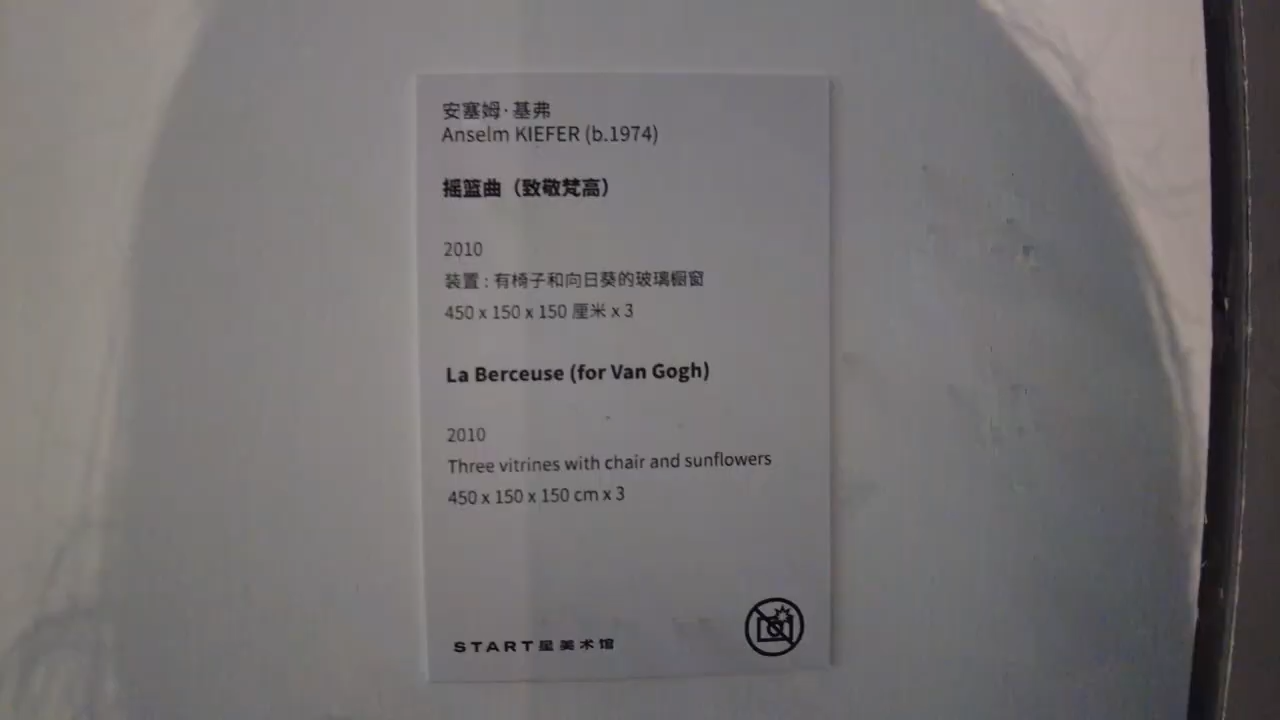 安塞姆·基弗
Anselm KIEFER (b.1974)
摇篮曲（致敬梵高）
2010
装置 : 有椅子和向日葵的玻璃橱窗
450 x 150 x 150 厘米 x 3
La Berceuse (for Van Gogh)
2010
Three vitrines with chair and sunflowers
450 x 150 x 150 cm x 3
START星美术馆